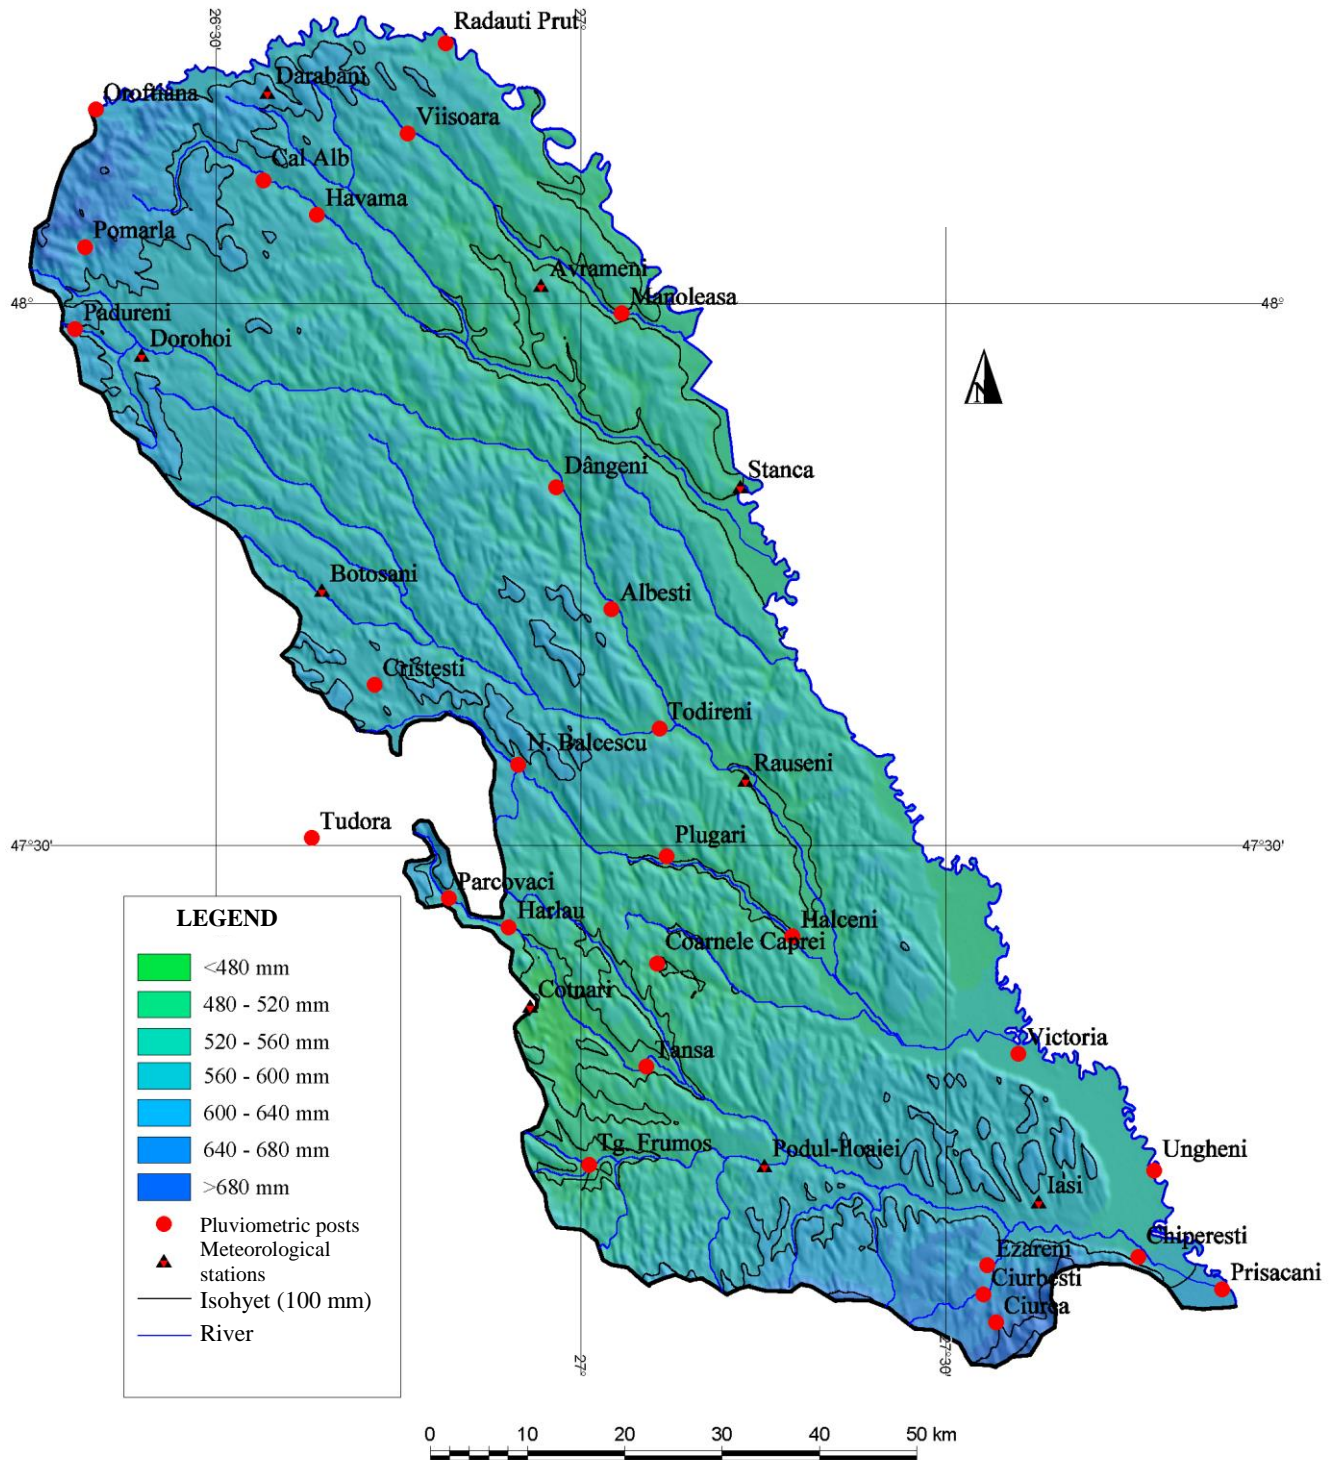 Radauti Prut
26°30'
27°
Darabani
Oroftiana
Viisoara
Cal Alb
Havarna
Pomarla
Avrameni
48°
48°
Manoleasa
Padureni
Dorohoi
N
Dângeni
Stanca
Botosani
Albesti
Cristesti
Todireni
N. Balcescu
Rauseni
Tudora
Plugari
47°30'
47°30'
Parcovaci
Harlau
Halceni
Coarnele Caprei
Cotnari
Victoria
Tansa
Tg. Frumos
Podul-Iloaiei
Ungheni
Iasi
Chiperesti
Ezareni
Ciurbesti
Prisacani
Ciurea
27°
27°30'
LEGEND
<480 mm
480 - 520 mm
520 - 560 mm
560 - 600 mm
600 - 640 mm
640 - 680 mm
>680 mm
Pluviometric posts
Meteorological
stations
Isohyet (100 mm)
River
0 10 20 30 40 50 km